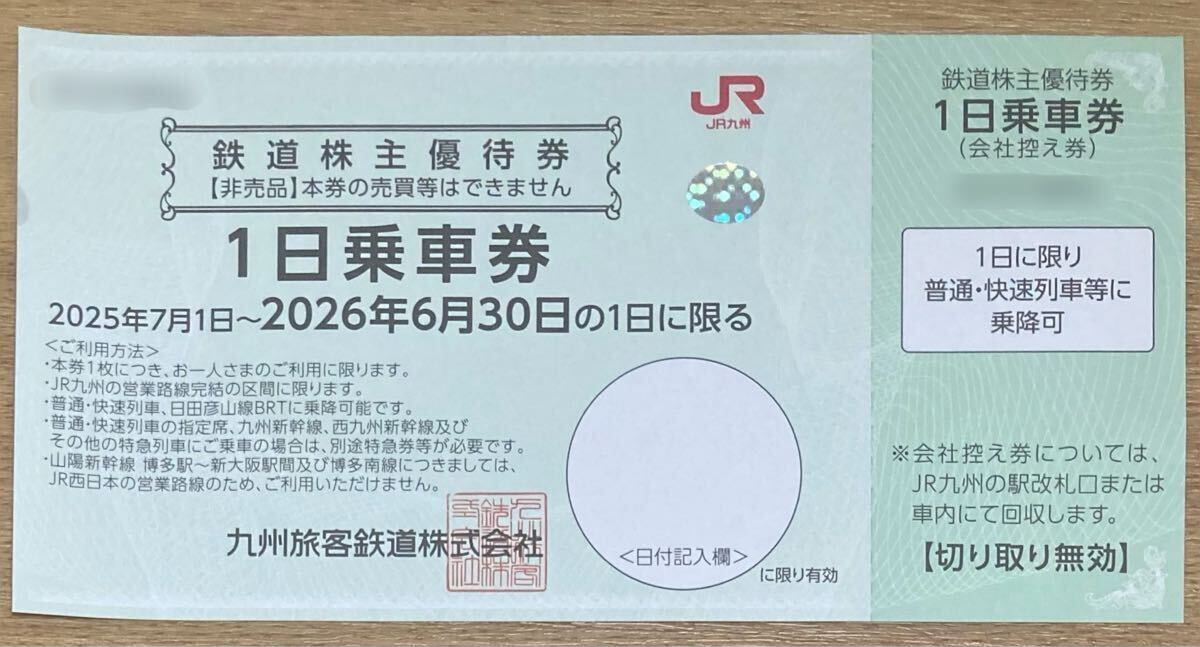 JR
JR九州
鉄道株主優待券
【非売品】本券の売買等はできません
1日乗車券
2025年7月1日～2026年6月30日の1日に限る
＜ご利用方法＞
・本券1枚につき、お一人さまのご利用に限ります。
・JR九州の営業路線完結の区間に限ります。
・普通・快速列車、日田彦山線BRTに乗降可能です。
・普通・快速列車の指定席、九州新幹線、西九州新幹線及び
その他の特急列車にご乗車の場合は、別途特急券等が必要です。
・山陽新幹線 博多駅～新大阪駅間及び博多南線につきましては、
JR西日本の営業路線のため、ご利用いただけません。
九州旅客鉄道株式会社
＜日付記入欄＞
に限り有効
鉄道株主優待券
1日乗車券
(会社控え券)
1日に限り
普通・快速列車等に
乗降可
※会社控え券については、
JR九州の駅改札口または
車内にて回収します。
【切り取り無効】